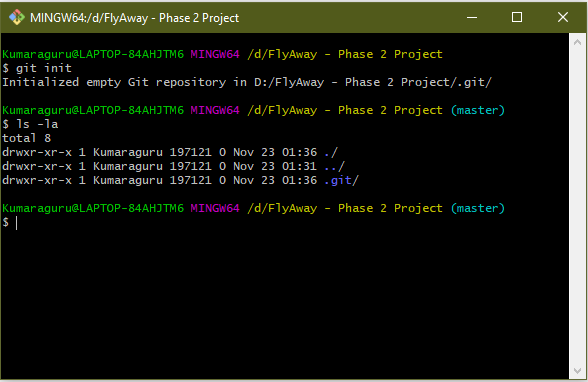 MINGW64:/d/FlyAway - Phase 2 Project
Kumaraguru@LAPTOP-84AHJTM6 MINGW64 /d/FlyAway - Phase 2 Project
$ git init
Initialized empty Git repository in D:/FlyAway - Phase 2 Project/.git/
Kumaraguru@LAPTOP-84AHJTM6 MINGW64 /d/FlyAway - Phase 2 Project (master)
$ ls -la
total 8
drwxr-xr-x 1 Kumaraguru 197121 0 Nov 23 01:36 ./
drwxr-xr-x 1 Kumaraguru 197121 0 Nov 23 01:31 ../
drwxr-xr-x 1 Kumaraguru 197121 0 Nov 23 01:36 .git/
Kumaraguru@LAPTOP-84AHJTM6 MINGW64 /d/FlyAway - Phase 2 Project (master)
$